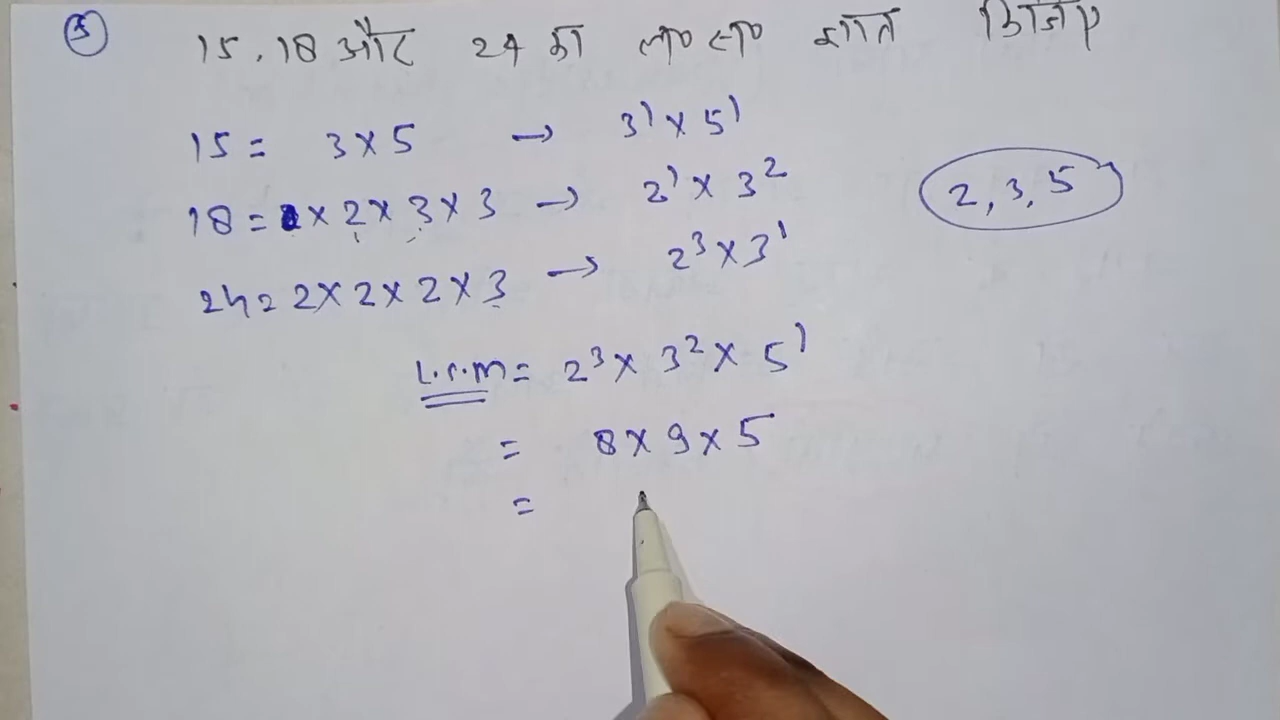 5 15, 18 और 24 का ल॰ स॰ ज्ञात किजिए
15 = 3 × 5 → 3¹ × 5¹
18 = × 2 × 3 × 3 → 2¹ × 3²
2, 3, 5
24 = 2 × 2 × 2 × 3 → 2³ × 3¹
L.C.M = 2³ × 3² × 5¹
= 8 × 9 × 5
=